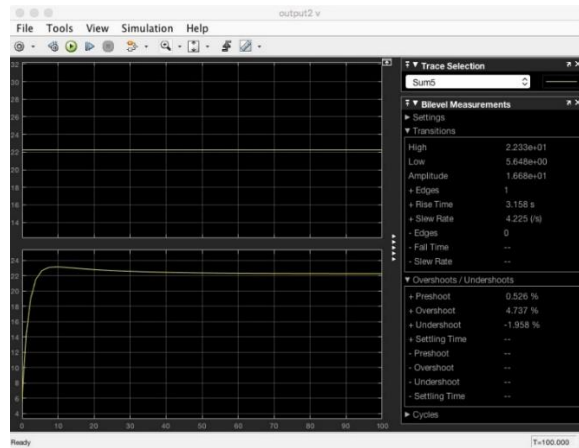 output2 v
File Tools View Simulation Help
32
30
28
26
24
22
20
18
16
14
24
22
20
18
16
14
12
10
8
6
4
0 10 20 30 40 50 60 70 80 90 100
Trace Selection
Sum5
Bilevel Measurements
Settings
Transitions
High 2.233e+01
Low 5.648e+00
Amplitude 1.668e+01
+ Edges 1
+ Rise Time 3.158 s
+ Slew Rate 4.225 (/s)
- Edges 0
- Fall Time --
- Slew Rate --
Overshoots / Undershoots
+ Preshoot 0.526 %
+ Overshoot 4.737 %
+ Undershoot -1.958 %
+ Settling Time --
- Preshoot --
- Overshoot --
- Undershoot --
- Settling Time --
Cycles
Ready T=100.000